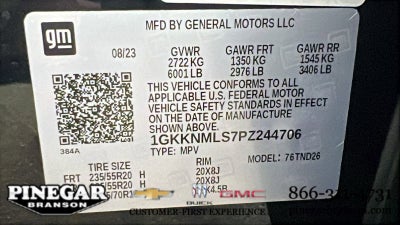 MFD BY GENERAL MOTORS LLC
gm
08/23
GVWR GAWR FRT GAWR RR
2722 KG 1350 KG 1545 KG
6001 LB 2976 LB 3406 LB
THIS VEHICLE CONFORMS TO ALL
APPLICABLE U.S. FEDERAL MOTOR
VEHICLE SAFETY STANDARDS IN EFFECT
ON THE DATE OF MANUFACTURE
SHOWN ABOVE.
1GKKNMLS7PZ244706
384A
TYPE: MPV MODEL: 76TND26
TIRE SIZE RIM
FRT 235/55R20 H 20X8J
235/55R20 H 20X8J
PINEGAR
BRANSON
BUICK
GMC
CUSTOMER-FIRST EXPERIENCE